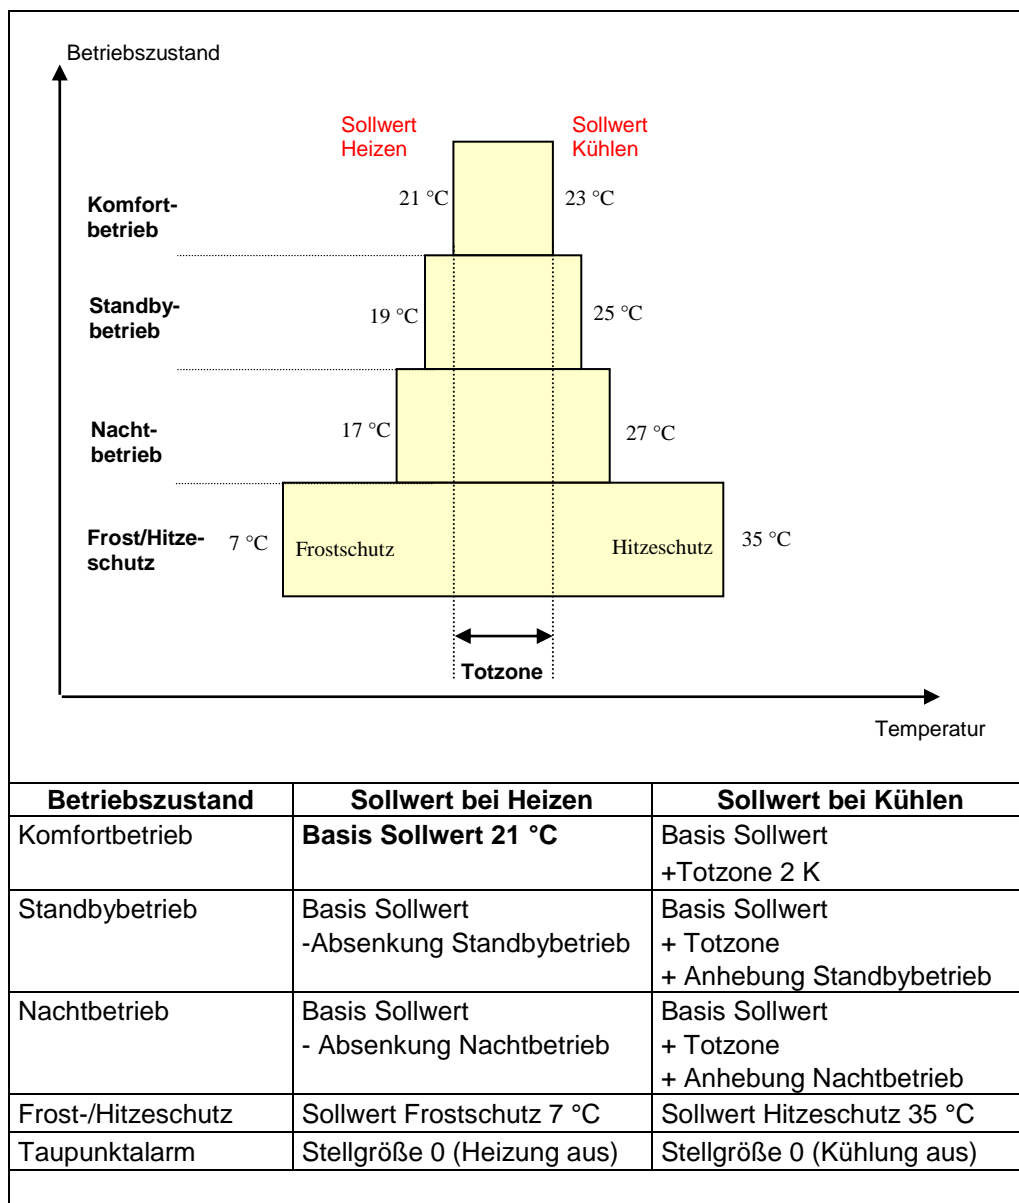 Betriebszustand
Sollwert
Heizen
Sollwert
Kühlen
Komfort-
betrieb
21 °C
23 °C
Standby-
betrieb
19 °C
25 °C
Nacht-
betrieb
17 °C
27 °C
Frost/Hitze-
schutz
7 °C
Frostschutz
Hitzeschutz
35 °C
Totzone
Temperatur
Betriebszustand Sollwert bei Heizen Sollwert bei Kühlen
Komfortbetrieb Basis Sollwert 21 °C Basis Sollwert
+Totzone 2 K
Standbybetrieb Basis Sollwert Basis Sollwert
-Absenkung Standbybetrieb + Totzone
+ Anhebung Standbybetrieb
Nachtbetrieb Basis Sollwert Basis Sollwert
- Absenkung Nachtbetrieb + Totzone
+ Anhebung Nachtbetrieb
Frost-/Hitzeschutz Sollwert Frostschutz 7 °C Sollwert Hitzeschutz 35 °C
Taupunktalarm Stellgröße 0 (Heizung aus) Stellgröße 0 (Kühlung aus)